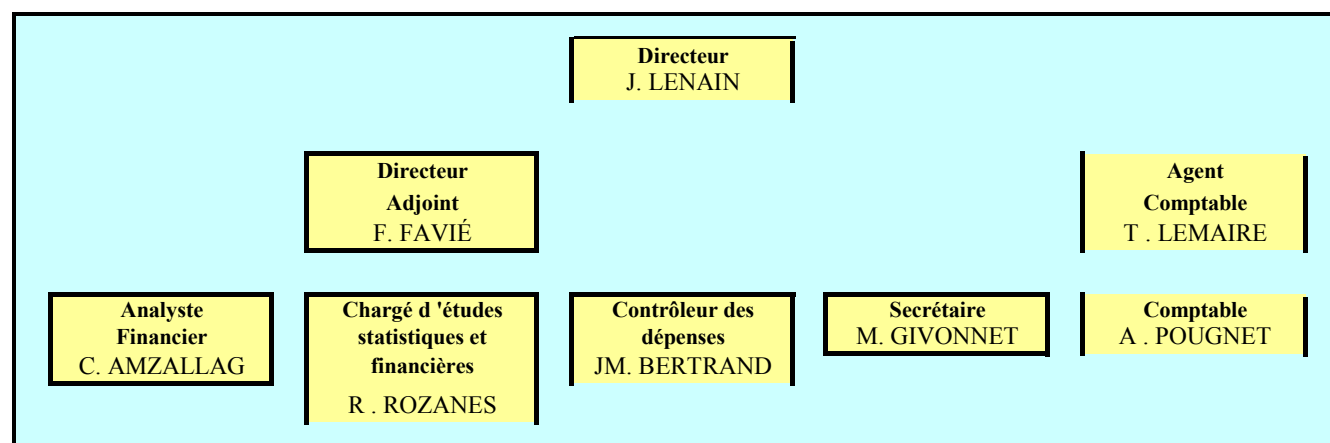 Directeur
J. LENAIN
Directeur
Adjoint
F. FAVIÉ
Agent
Comptable
T . LEMAIRE
Analyste
Financier
C. AMZALLAG
Chargé d 'études
statistiques et
financières
R . ROZANES
Contrôleur des
dépenses
JM. BERTRAND
Secrétaire
M. GIVONNET
Comptable
A . POUGNET